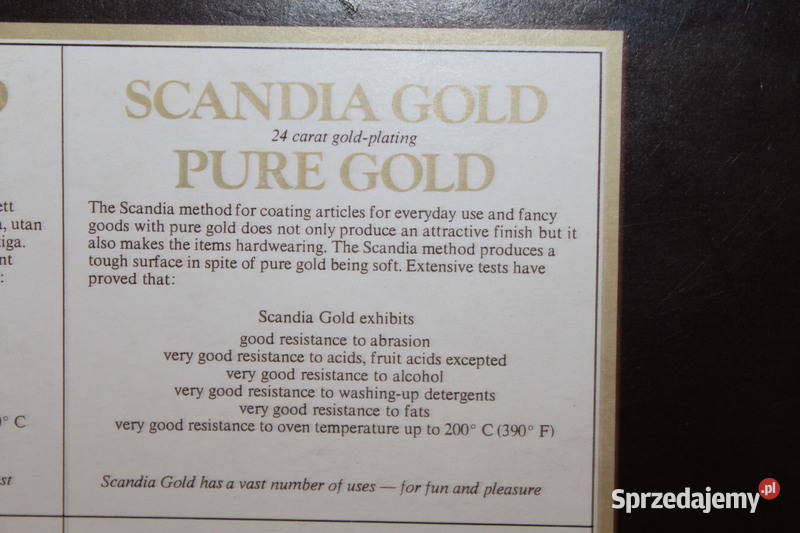 SCANDIA GOLD
24 carat gold-plating
PURE GOLD
The Scandia method for coating articles for everyday use and fancy
goods with pure gold does not only produce an attractive finish but it
also makes the items hardwearing. The Scandia method produces a
tough surface in spite of pure gold being soft. Extensive tests have
proved that:
Scandia Gold exhibits
good resistance to abrasion
very good resistance to acids, fruit acids excepted
very good resistance to alcohol
very good resistance to washing-up detergents
very good resistance to fats
very good resistance to oven temperature up to 200° C (390° F)
Scandia Gold has a vast number of uses — for fun and pleasure
utan
° C
Sprzedajemy.pl